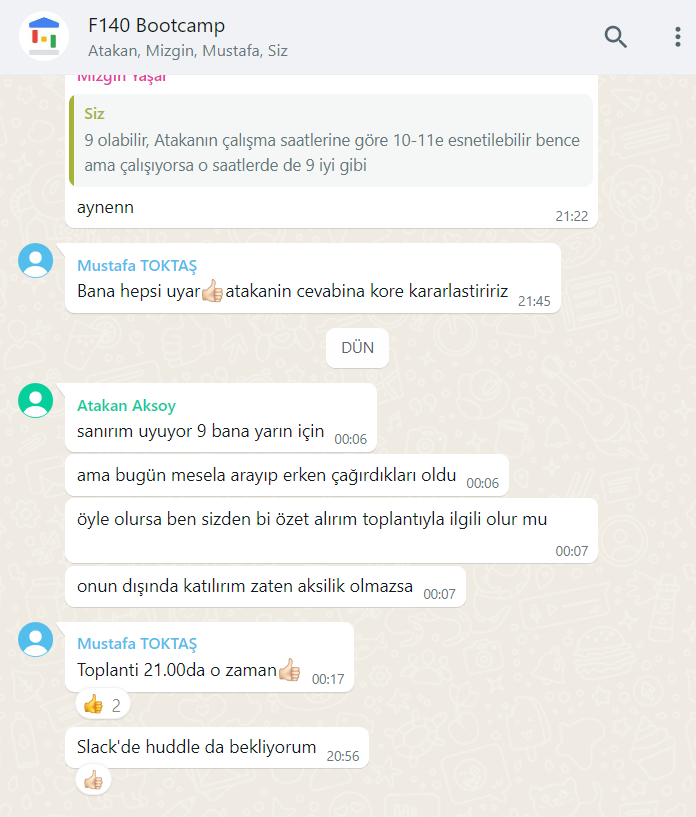 F140 Bootcamp
Atakan, Mizgin, Mustafa, Siz
Mizgin Yaşar
Siz
9 olabilir, Atakanın çalışma saatlerine göre 10-11e esnetilebilir bence
ama çalışıyorsa o saatlerde de 9 iyi gibi
aynenn
21:22
Mustafa TOKTAŞ
Bana hepsi uyar👍🏻atakanin cevabina kore kararlastiririz 21:45
DÜN
Atakan Aksoy
sanırım uyuyor 9 bana yarın için 00:06
ama bugün mesela arayıp erken çağırdıkları oldu 00:06
öyle olursa ben sizden bi özet alırım toplantıyla ilgili olur mu
00:07
onun dışında katılırım zaten aksilik olmazsa 00:07
Mustafa TOKTAŞ
Toplanti 21.00da o zaman👍🏻 00:17
👍 2
Slack'de huddle da bekliyorum 20:56
👍🏻